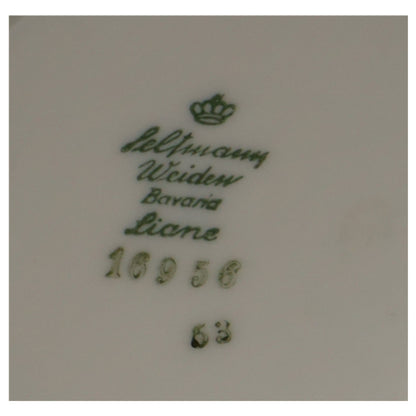 Seltmann
Weiden
Bavaria
Liane
16956
63